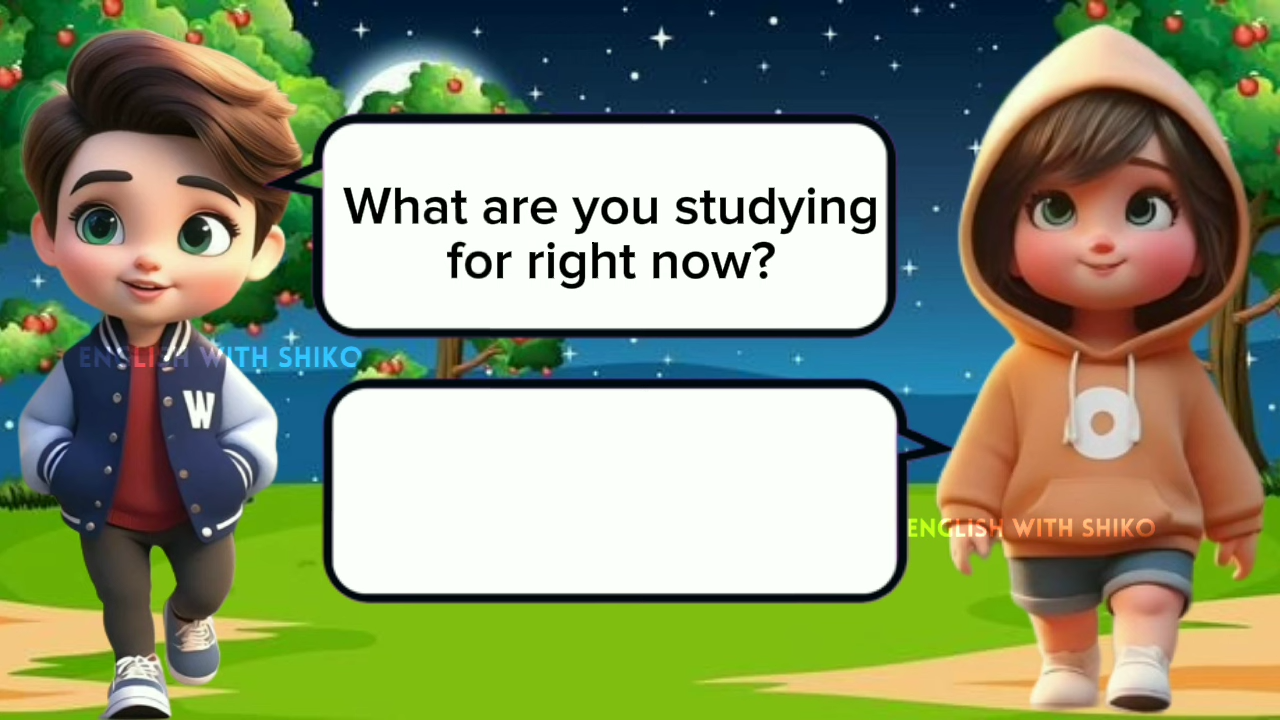 What are you studying
for right now?
ENGLISH WITH SHIKO
W
ENGLISH WITH SHIKO